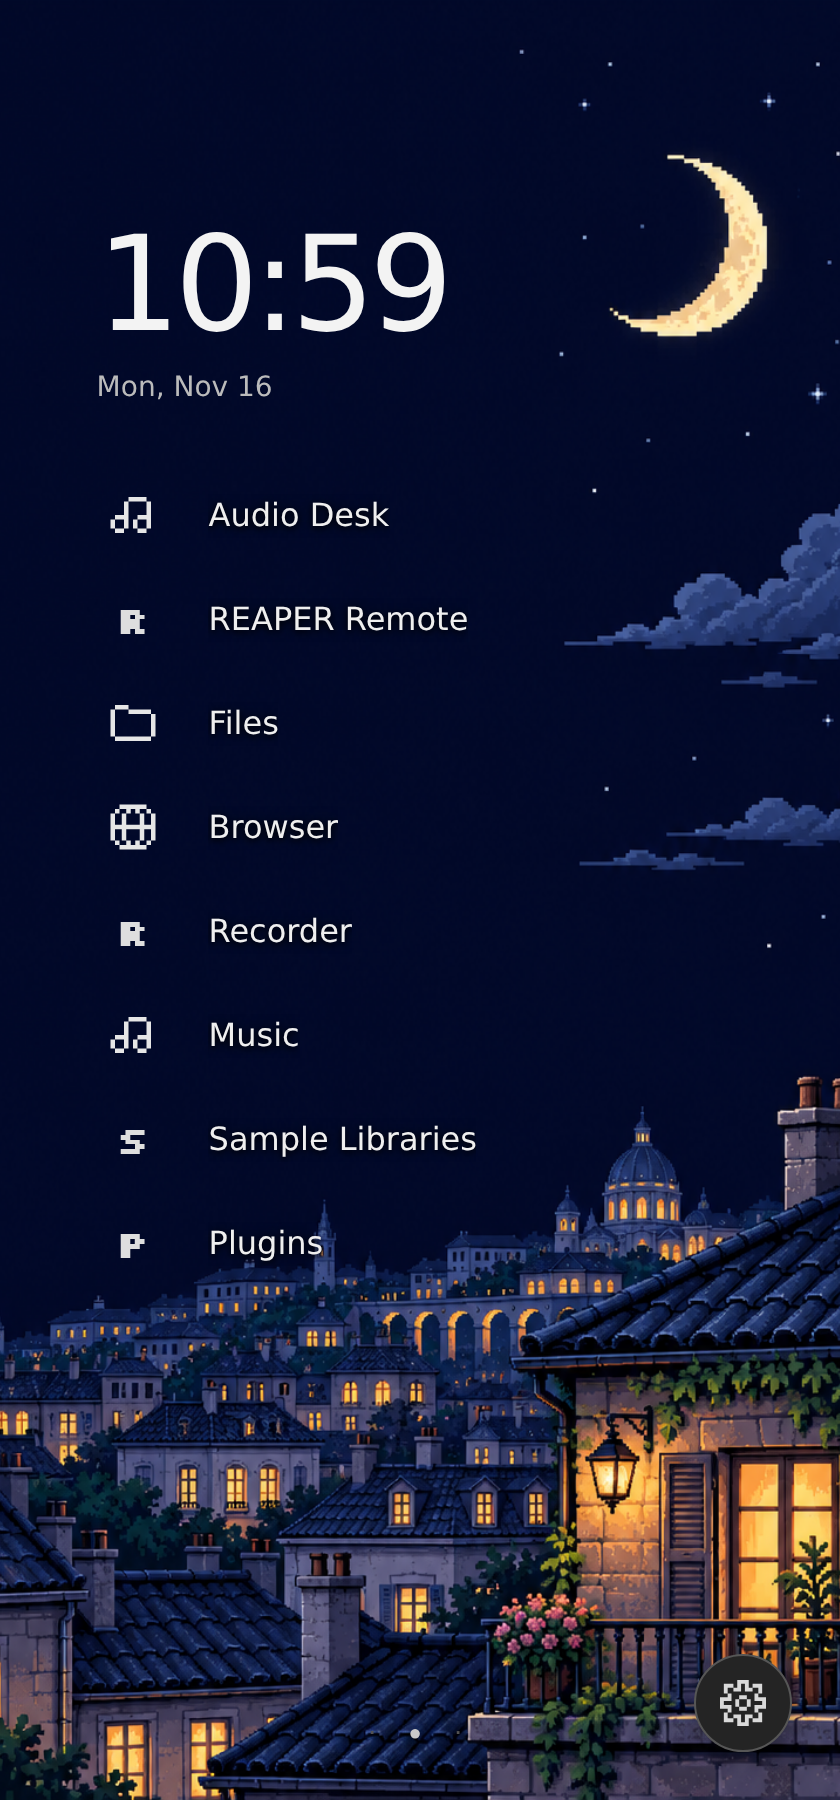 10:59
Mon, Nov 16
Audio Desk
R REAPER Remote
Files
Browser
R Recorder
Music
S Sample Libraries
P Plugins